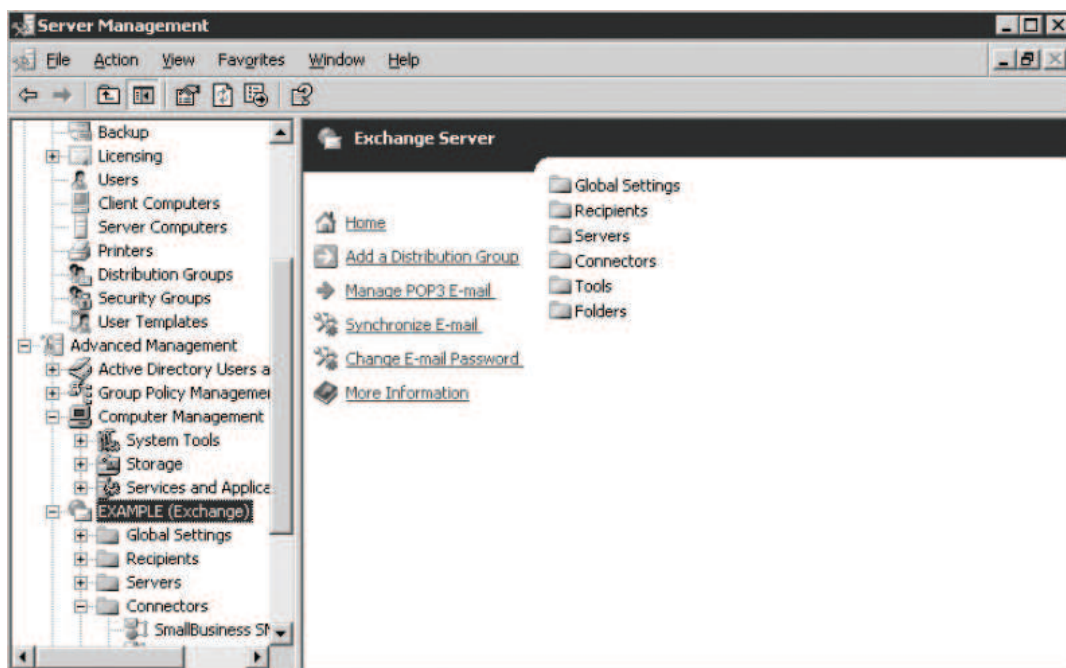 Server Management
File Action View Favorites Window Help
Backup
Licensing
Users
Client Computers
Server Computers
Printers
Distribution Groups
Security Groups
User Templates
Advanced Management
Active Directory Users a
Group Policy Managemen
Computer Management
System Tools
Storage
Services and Applica
EXAMPLE (Exchange)
Global Settings
Recipients
Servers
Connectors
SmallBusiness SM
Exchange Server
Home
Add a Distribution Group
Manage POP3 E-mail
Synchronize E-mail
Change E-mail Password
More Information
Global Settings
Recipients
Servers
Connectors
Tools
Folders